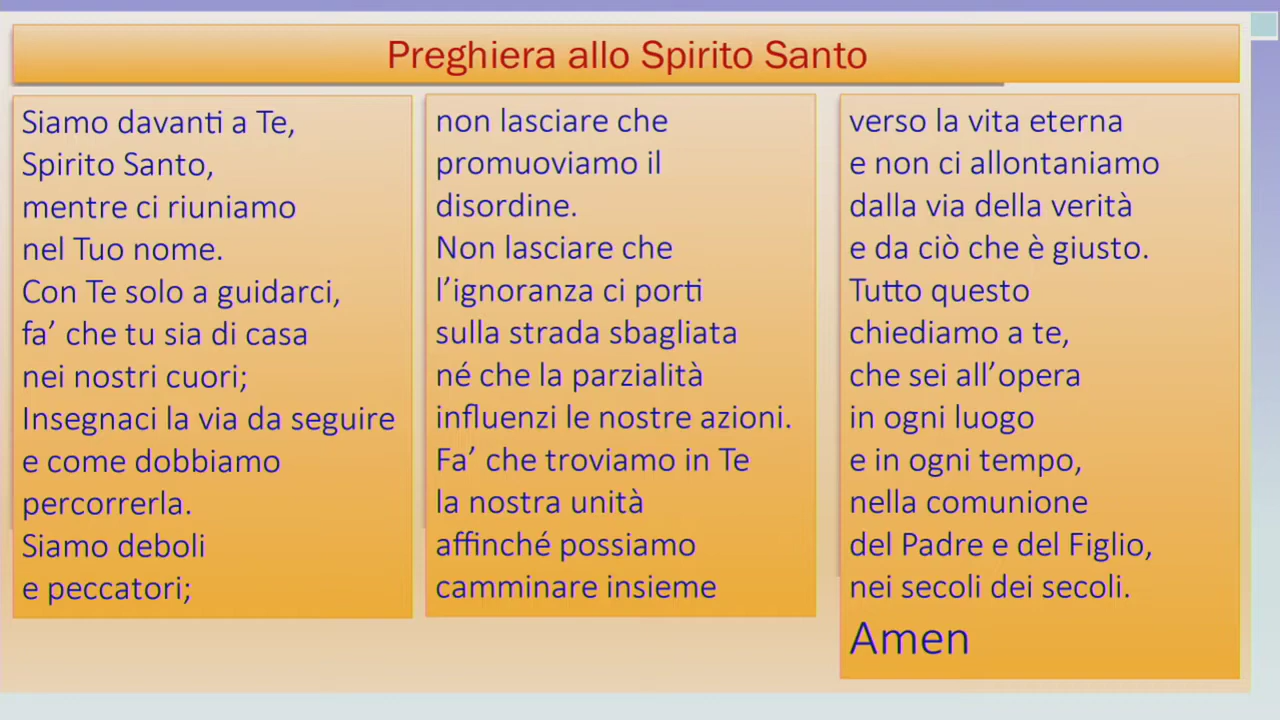 Preghiera allo Spirito Santo
Siamo davanti a Te,
Spirito Santo,
mentre ci riuniamo
nel Tuo nome.
Con Te solo a guidarci,
fa’ che tu sia di casa
nei nostri cuori;
Insegnaci la via da seguire
e come dobbiamo
percorrerla.
Siamo deboli
e peccatori;
non lasciare che
promuoviamo il
disordine.
Non lasciare che
l’ignoranza ci porti
sulla strada sbagliata
né che la parzialità
influenzi le nostre azioni.
Fa’ che troviamo in Te
la nostra unità
affinché possiamo
camminare insieme
verso la vita eterna
e non ci allontaniamo
dalla via della verità
e da ciò che è giusto.
Tutto questo
chiediamo a te,
che sei all’opera
in ogni luogo
e in ogni tempo,
nella comunione
del Padre e del Figlio,
nei secoli dei secoli.
Amen